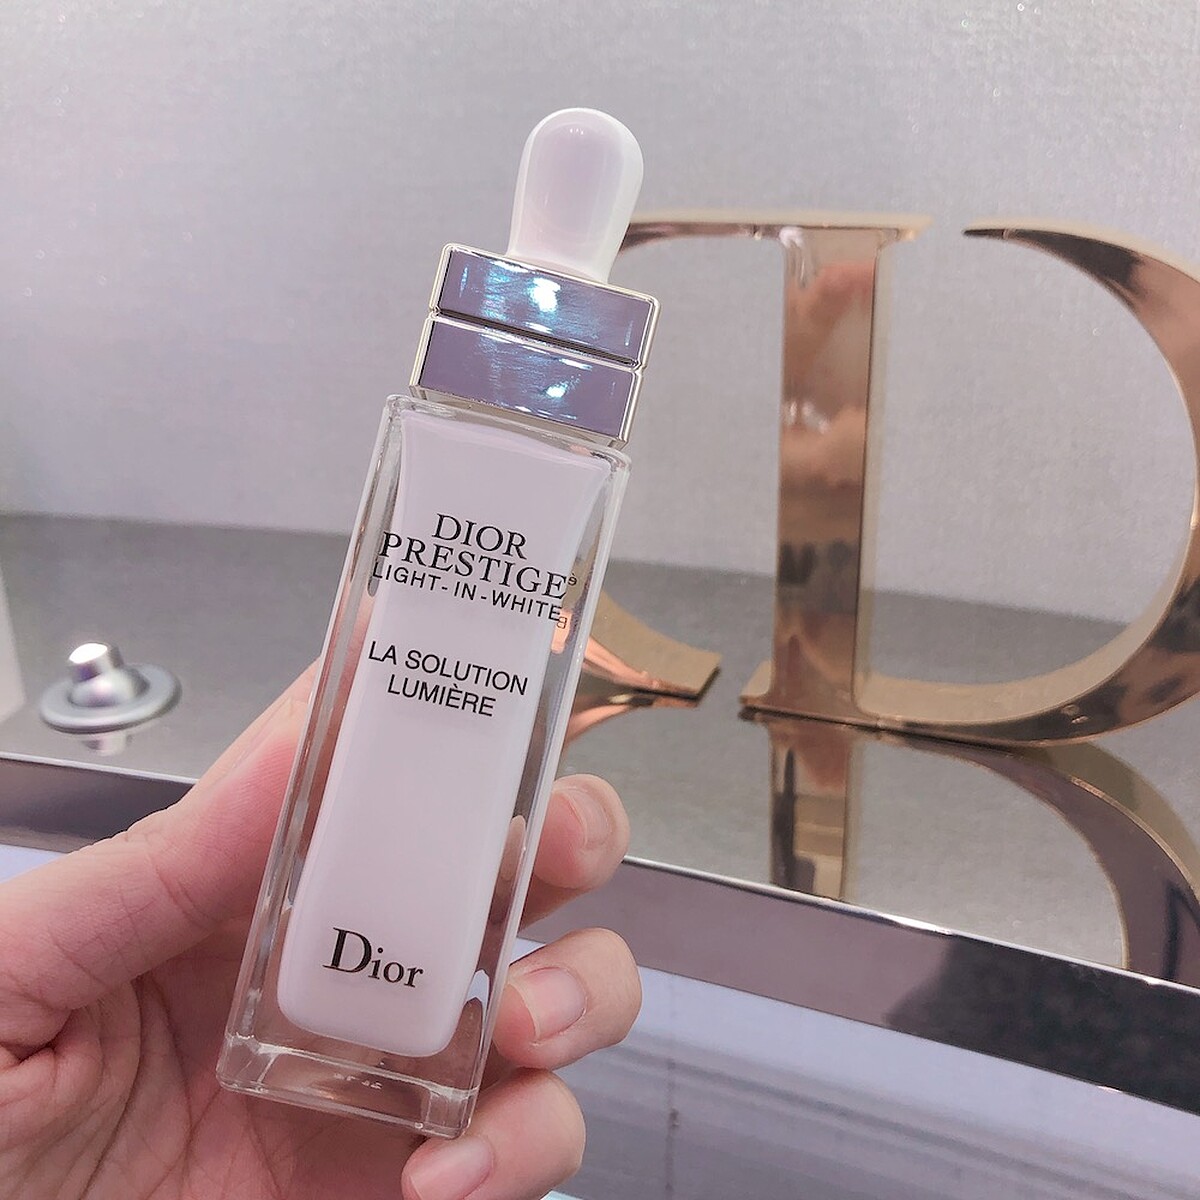 DIOR
PRESTIGE
LIGHT-IN-WHITE
LA SOLUTION
LUMIÈRE
Dior
D